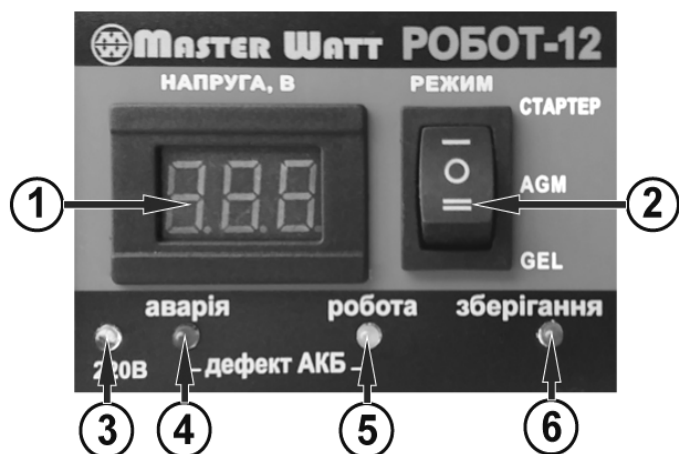 MASTER WATT РОБОТ-12
НАПРУГА, В РЕЖИМ
СТАРТЕР
AGM
GEL
1
2
аварія робота зберігання
220В дефект АКБ
3 4 5 6